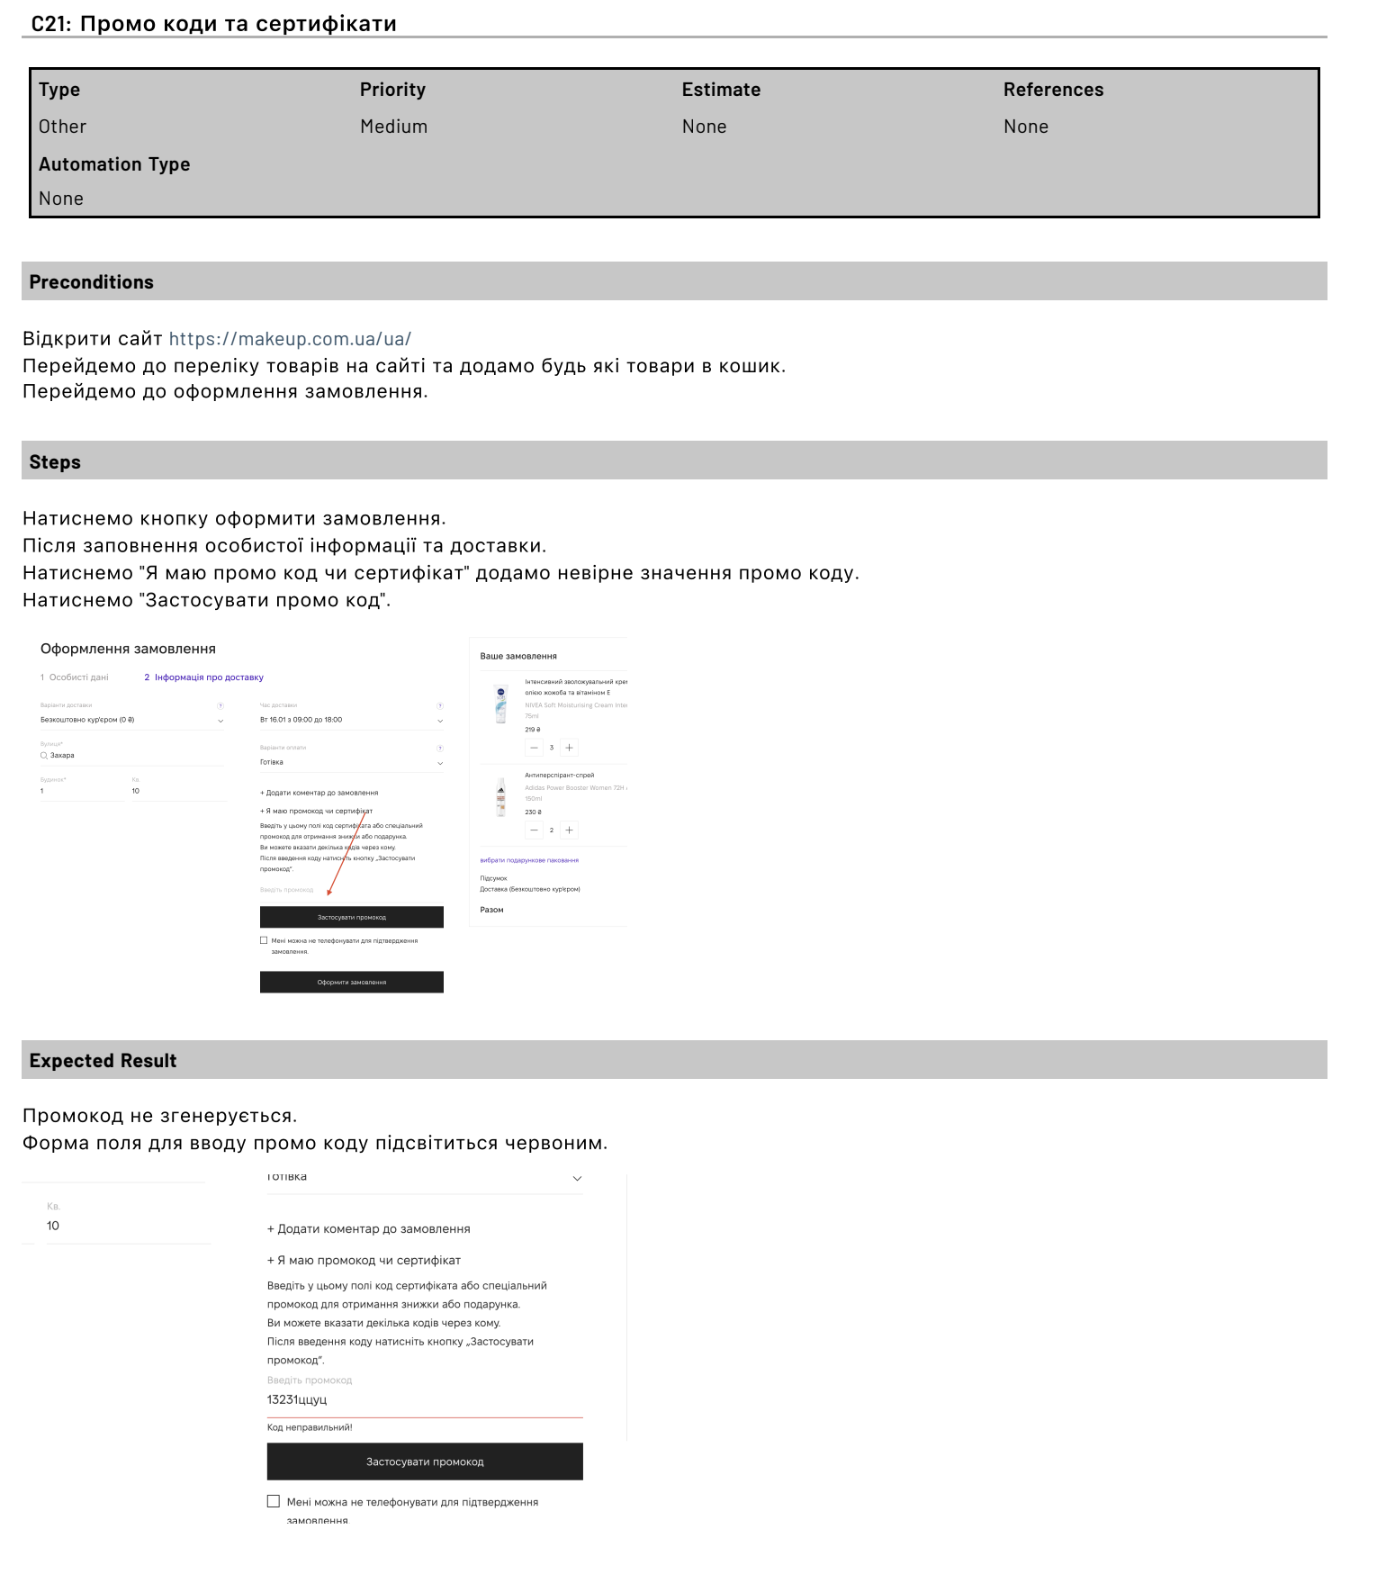 C21: Промо коди та сертифікати
Type Priority Estimate References
Other Medium None None
Automation Type
None
Preconditions
Відкрити сайт https://makeup.com.ua/ua/
Перейдемо до переліку товарів на сайті та додамо будь які товари в кошик.
Перейдемо до оформлення замовлення.
Steps
Натиснемо кнопку оформити замовлення.
Після заповнення особистої інформації та доставки.
Натиснемо "Я маю промо код чи сертифікат" додамо невірне значення промо коду.
Натиснемо "Застосувати промо код".
Оформлення замовлення
1 Особисті дані 2 Інформація про доставку
Варіанти доставки
Безкоштовно кур'єром (0 ₴)
Вулиця*
Захара
Будинок* Кв.
1 10
Час доставки
Вт 16.01 з 09:00 до 18:00
Варіанти оплати
Готівка
+ Додати коментар до замовлення
+ Я маю промокод чи сертифікат
Введіть у цьому полі код сертифіката або спеціальний
промокод для отримання знижки або подарунка.
Ви можете вказати декілька кодів через кому.
Після введення коду натисніть кнопку „Застосувати
промокод".
Введіть промокод
Застосувати промокод
Мені можна не телефонувати для підтвердження
замовлення.
Оформити замовлення
Ваше замовлення
Інтенсивний зволожувальний кре
олією жожоба та вітаміном Е
NIVEA Soft Moisturising Cream Inte
75ml
219 ₴
— 3 +
Антиперспірант-спрей
Adidas Power Booster Women 72H
150ml
230 ₴
— 2 +
вибрати подарункове паковання
Підсумок
Доставка (Безкоштовно кур'єром)
Разом
Expected Result
Промокод не згенерується.
Форма поля для вводу промо коду підсвітиться червоним.
Готівка
Кв.
10
+ Додати коментар до замовлення
+ Я маю промокод чи сертифікат
Введіть у цьому полі код сертифіката або спеціальний
промокод для отримання знижки або подарунка.
Ви можете вказати декілька кодів через кому.
Після введення коду натисніть кнопку „Застосувати
промокод".
Введіть промокод
13231ццуц
Код неправильний!
Застосувати промокод
Мені можна не телефонувати для підтвердження
замовлення